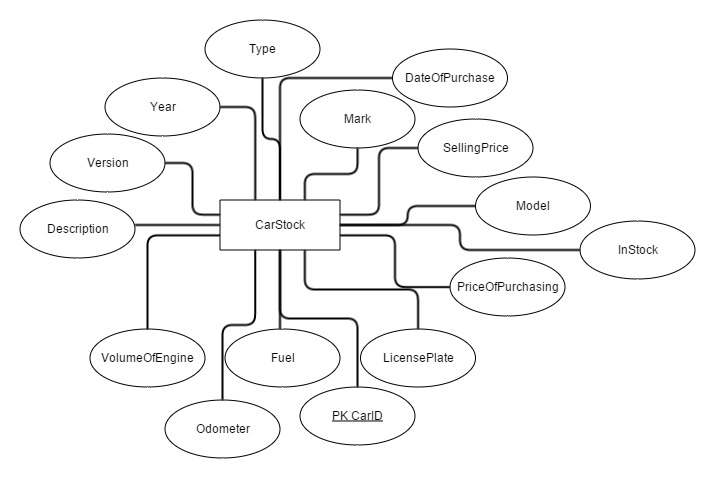 Type
DateOfPurchase
Year
Mark
SellingPrice
Version
Model
CarStock
Description
InStock
PriceOfPurchasing
VolumeOfEngine
Fuel
LicensePlate
PK CarID
Odometer